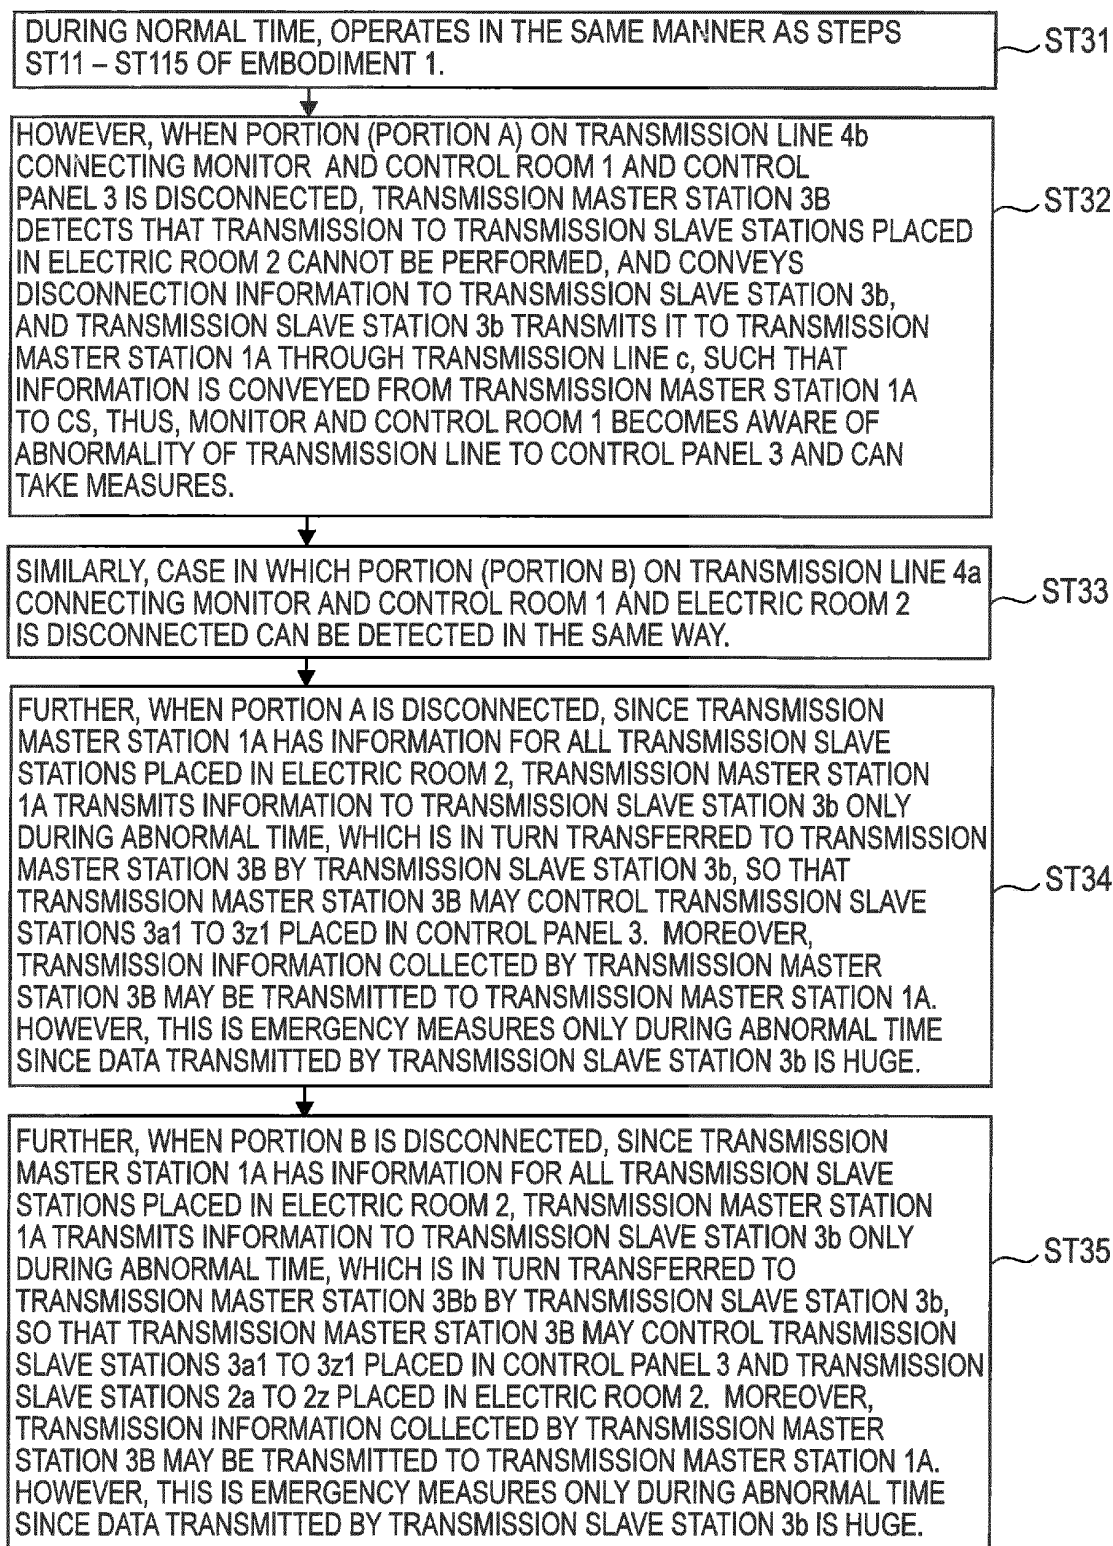 DURING NORMAL TIME, OPERATES IN THE SAME MANNER AS STEPS
ST11 – ST115 OF EMBODIMENT 1.
ST31
HOWEVER, WHEN PORTION (PORTION A) ON TRANSMISSION LINE 4b
CONNECTING MONITOR AND CONTROL ROOM 1 AND CONTROL
PANEL 3 IS DISCONNECTED, TRANSMISSION MASTER STATION 3B
DETECTS THAT TRANSMISSION TO TRANSMISSION SLAVE STATIONS PLACED
IN ELECTRIC ROOM 2 CANNOT BE PERFORMED, AND CONVEYS
DISCONNECTION INFORMATION TO TRANSMISSION SLAVE STATION 3b,
AND TRANSMISSION SLAVE STATION 3b TRANSMITS IT TO TRANSMISSION
MASTER STATION 1A THROUGH TRANSMISSION LINE c, SUCH THAT
INFORMATION IS CONVEYED FROM TRANSMISSION MASTER STATION 1A
TO CS, THUS, MONITOR AND CONTROL ROOM 1 BECOMES AWARE OF
ABNORMALITY OF TRANSMISSION LINE TO CONTROL PANEL 3 AND CAN
TAKE MEASURES.
ST32
SIMILARLY, CASE IN WHICH PORTION (PORTION B) ON TRANSMISSION LINE 4a
CONNECTING MONITOR AND CONTROL ROOM 1 AND ELECTRIC ROOM 2
IS DISCONNECTED CAN BE DETECTED IN THE SAME WAY.
ST33
FURTHER, WHEN PORTION A IS DISCONNECTED, SINCE TRANSMISSION
MASTER STATION 1A HAS INFORMATION FOR ALL TRANSMISSION SLAVE
STATIONS PLACED IN ELECTRIC ROOM 2, TRANSMISSION MASTER STATION
1A TRANSMITS INFORMATION TO TRANSMISSION SLAVE STATION 3b ONLY
DURING ABNORMAL TIME, WHICH IS IN TURN TRANSFERRED TO TRANSMISSION
MASTER STATION 3B BY TRANSMISSION SLAVE STATION 3b, SO THAT
TRANSMISSION MASTER STATION 3B MAY CONTROL TRANSMISSION SLAVE
STATIONS 3a1 TO 3z1 PLACED IN CONTROL PANEL 3. MOREOVER,
TRANSMISSION INFORMATION COLLECTED BY TRANSMISSION MASTER
STATION 3B MAY BE TRANSMITTED TO TRANSMISSION MASTER STATION 1A.
HOWEVER, THIS IS EMERGENCY MEASURES ONLY DURING ABNORMAL TIME
SINCE DATA TRANSMITTED BY TRANSMISSION SLAVE STATION 3b IS HUGE.
ST34
FURTHER, WHEN PORTION B IS DISCONNECTED, SINCE TRANSMISSION
MASTER STATION 1A HAS INFORMATION FOR ALL TRANSMISSION SLAVE
STATIONS PLACED IN ELECTRIC ROOM 2, TRANSMISSION MASTER STATION
1A TRANSMITS INFORMATION TO TRANSMISSION SLAVE STATION 3b ONLY
DURING ABNORMAL TIME, WHICH IS IN TURN TRANSFERRED TO
TRANSMISSION MASTER STATION 3Bb BY TRANSMISSION SLAVE STATION 3b,
SO THAT TRANSMISSION MASTER STATION 3B MAY CONTROL TRANSMISSION
SLAVE STATIONS 3a1 TO 3z1 PLACED IN CONTROL PANEL 3 AND TRANSMISSION
SLAVE STATIONS 2a TO 2z PLACED IN ELECTRIC ROOM 2. MOREOVER,
TRANSMISSION INFORMATION COLLECTED BY TRANSMISSION MASTER
STATION 3B MAY BE TRANSMITTED TO TRANSMISSION MASTER STATION 1A.
HOWEVER, THIS IS EMERGENCY MEASURES ONLY DURING ABNORMAL TIME
SINCE DATA TRANSMITTED BY TRANSMISSION SLAVE STATION 3b IS HUGE.
ST35